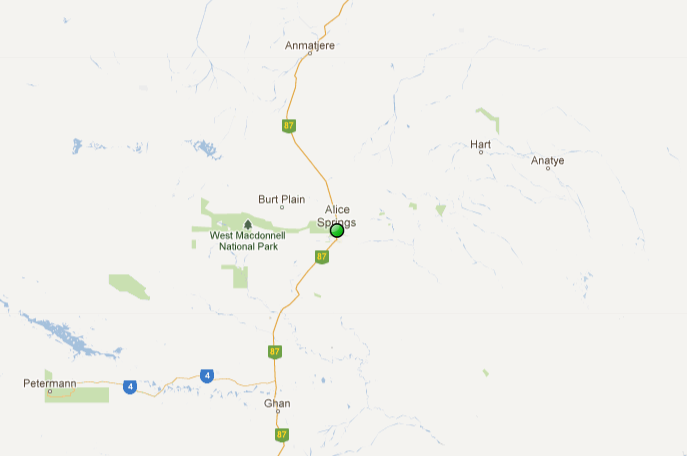 Anmatjere
87
Hart
Anatye
Burt Plain
Alice
Springs
West Macdonnell
National Park
87
87
4
4
Petermann
Ghan
87